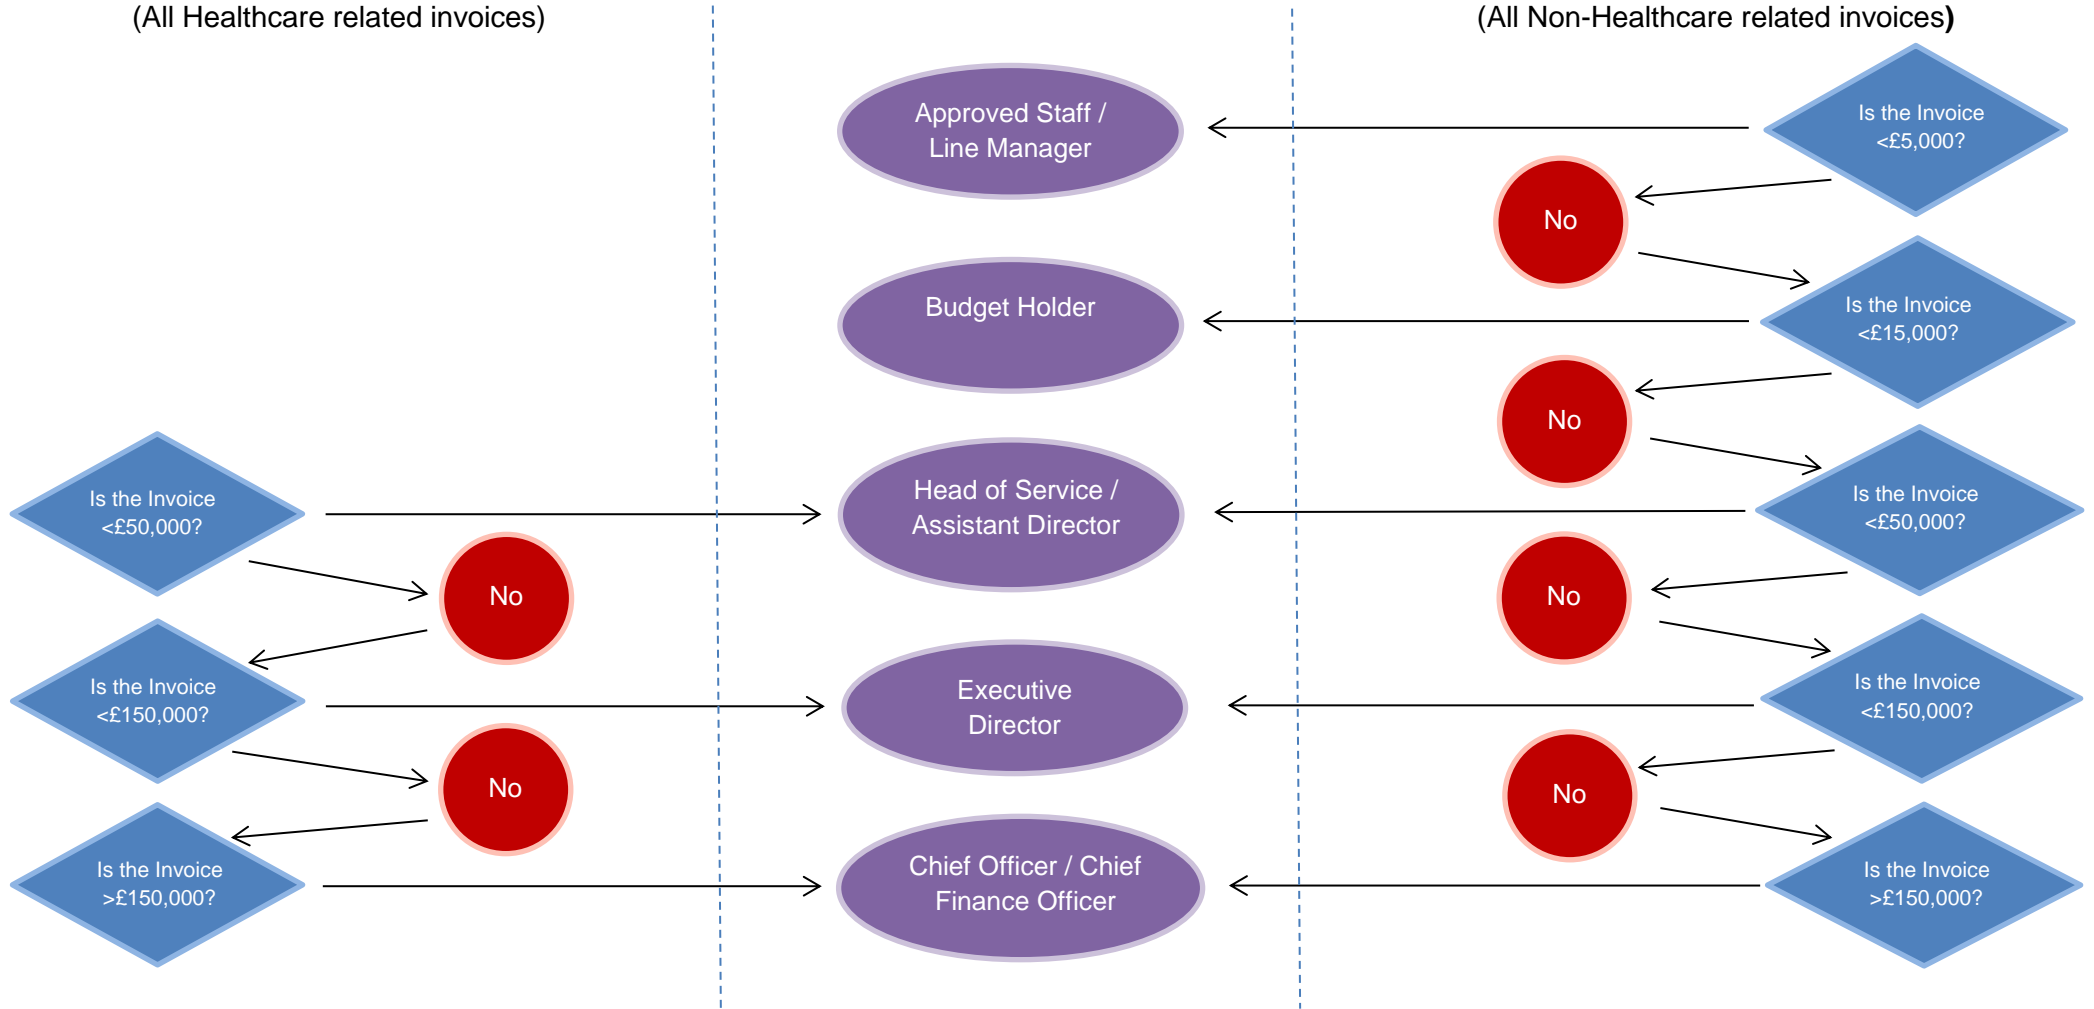 (All Healthcare related invoices)
(All Non-Healthcare related invoices)
Approved Staff /
Line Manager
Is the Invoice
<£5,000?
No
Budget Holder
Is the Invoice
<£15,000?
No
Is the Invoice
<£50,000?
Head of Service /
Assistant Director
Is the Invoice
<£50,000?
No
No
Is the Invoice
<£150,000?
Executive
Director
Is the Invoice
<£150,000?
No
No
Is the Invoice
>£150,000?
Chief Officer / Chief
Finance Officer
Is the Invoice
>£150,000?